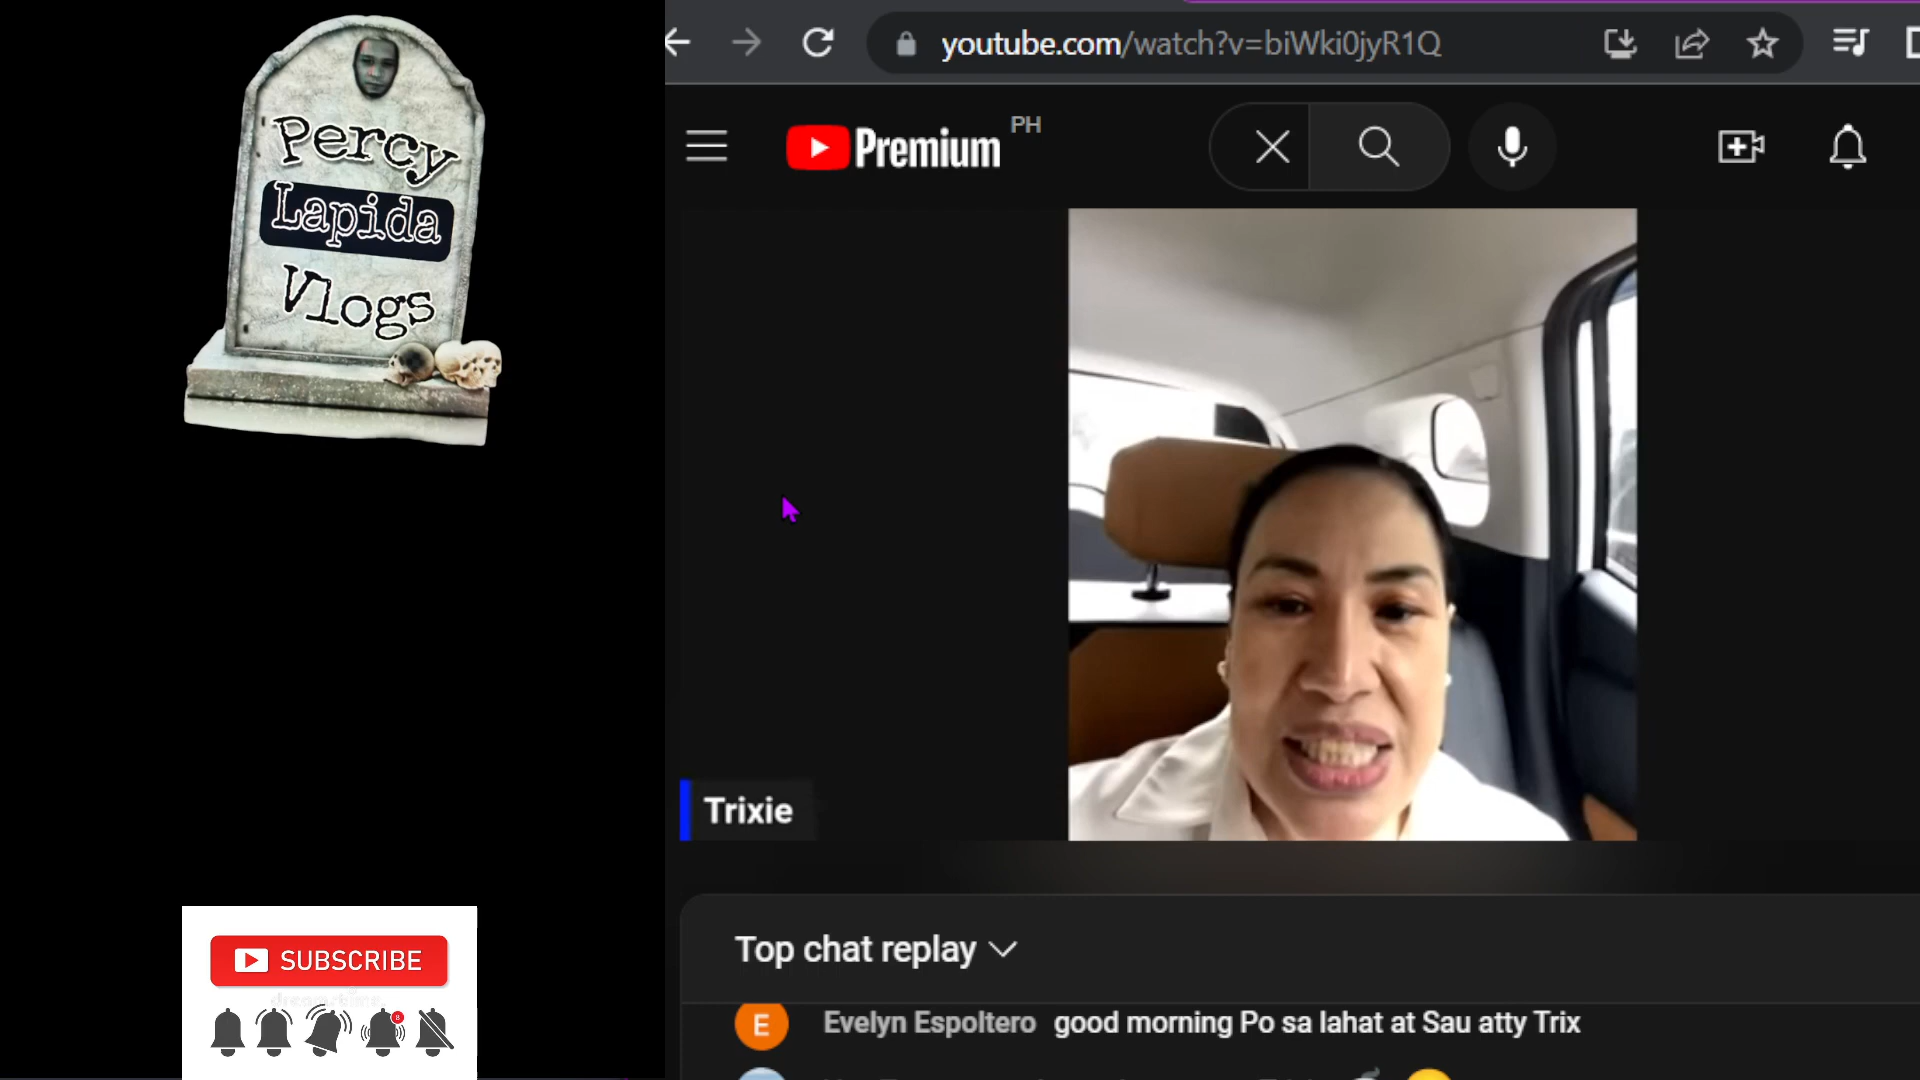 Percy
Lapida
Vlogs
SUBSCRIBE
8
youtube.com/watch?v=biWki0jyR1Q
Premium
PH
Trixie
Top chat replay
E
Evelyn Espoltero good morning Po sa lahat at Sau atty Trix